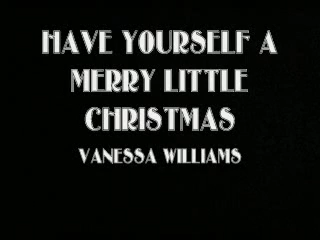 HAVE YOURSELF A
MERRY LITTLE
CHRISTMAS
VANESSA WILLIAMS